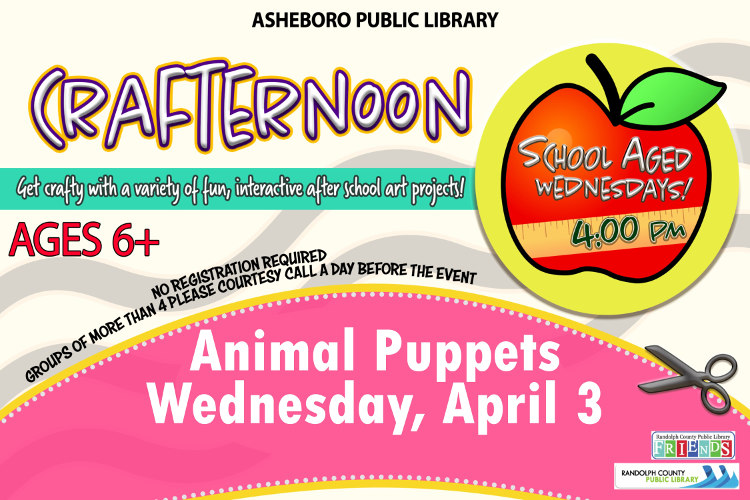 ASHEBORO PUBLIC LIBRARY
CRAFTERNOON
Get crafty with a variety of fun, interactive after school art projects!
AGES 6+
SCHOOL AGED
WEDNESDAYS!
4:00 PM
NO REGISTRATION REQUIRED
GROUPS OF MORE THAN 4 PLEASE COURTESY CALL A DAY BEFORE THE EVENT
Animal Puppets
Wednesday, April 3
Randolph County Public Library
FRIENDS
RANDOLPH COUNTY
PUBLIC LIBRARY